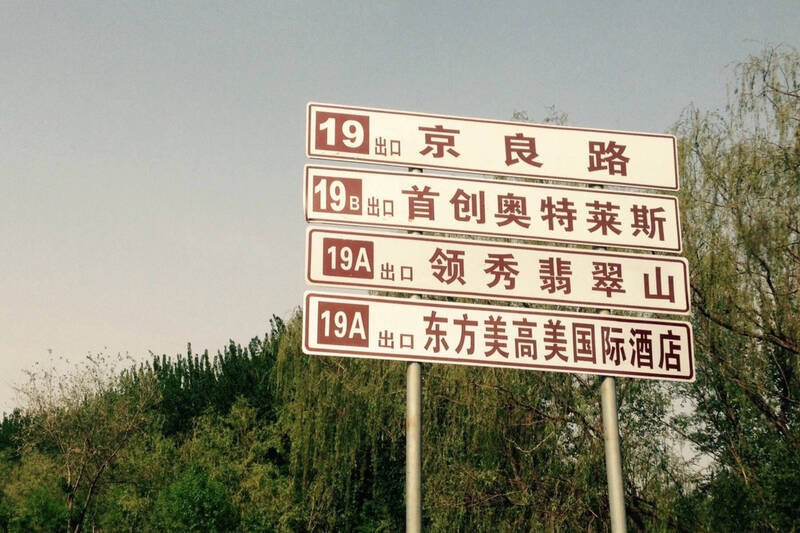 19 出口 京良路
19B 出口 首创奥特莱斯
19A 出口 领秀翡翠山
19A 出口 东方美高美国际酒店